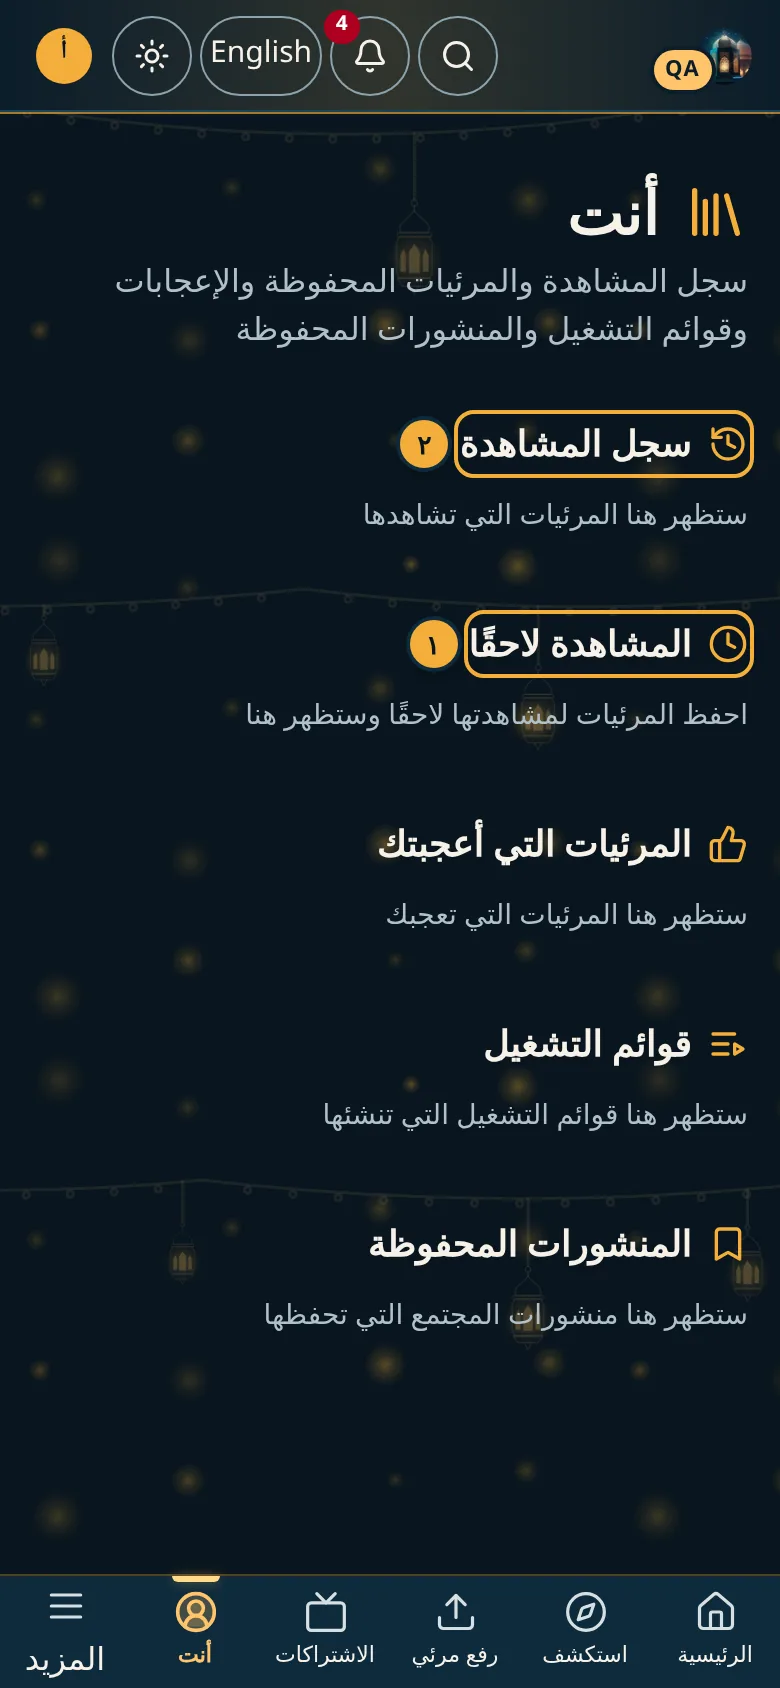 QA
4
English
أ
أنت
سجل المشاهدة والمرئيات المحفوظة والإعجابات
وقوائم التشغيل والمنشورات المحفوظة
سجل المشاهدة
٢
ستظهر هنا المرئيات التي تشاهدها
المشاهدة لاحقًا
١
احفظ المرئيات لمشاهدتها لاحقًا وستظهر هنا
المرئيات التي أعجبتك
ستظهر هنا المرئيات التي تعجبك
قوائم التشغيل
ستظهر هنا قوائم التشغيل التي تنشئها
المنشورات المحفوظة
ستظهر هنا منشورات المجتمع التي تحفظها
الرئيسية
استكشف
رفع مرئي
الاشتراكات
أنت
المزيد